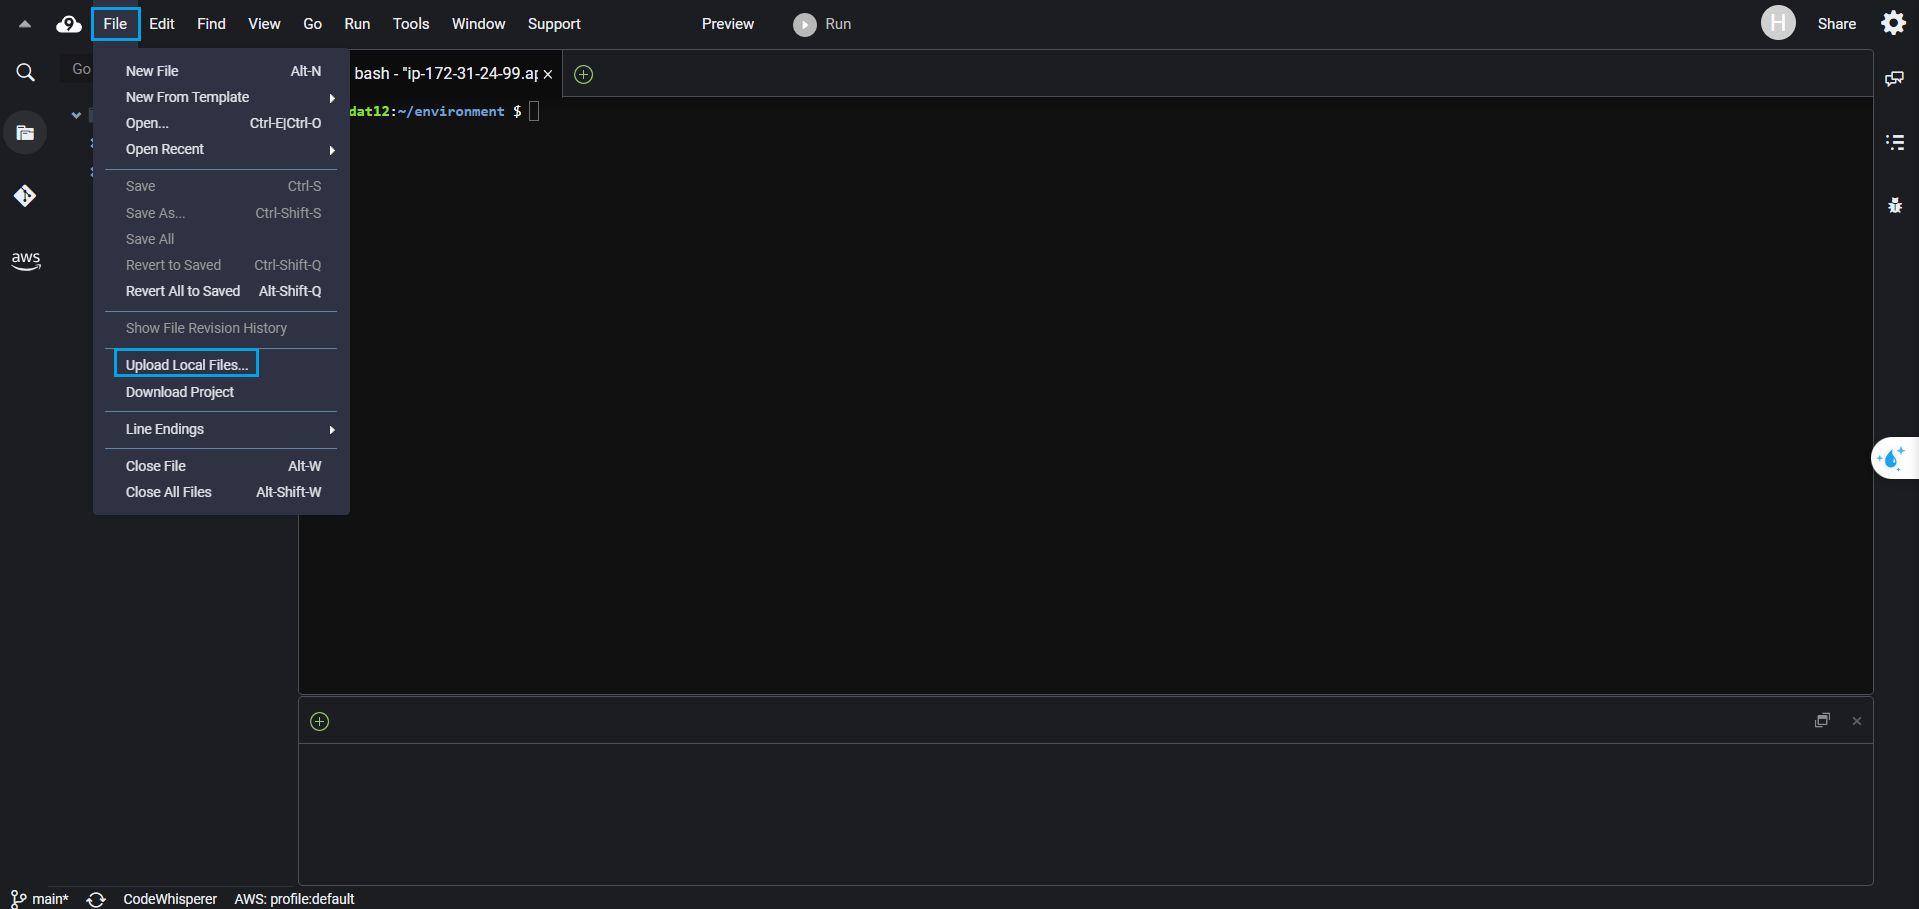 File Edit Find View Go Run Tools Window Support Preview Run H Share
Go
bash - "ip-172-31-24-99.ap
New File Alt-N
New From Template
Open... Ctrl-E|Ctrl-O
Open Recent
Save Ctrl-S
Save As... Ctrl-Shift-S
Save All
Revert to Saved Ctrl-Shift-Q
Revert All to Saved Alt-Shift-Q
Show File Revision History
Upload Local Files...
Download Project
Line Endings
Close File Alt-W
Close All Files Alt-Shift-W
dat12:~/environment $
aws
main* CodeWhisperer AWS: profile:default